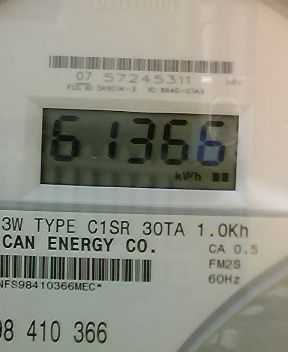 07 57245311
61366
kWh
3W TYPE C1SR 30TA 1.0Kh
CAN ENERGY CO.
CA 0.5
FM2S
60Hz
NFS98410366MEC*
98 410 366